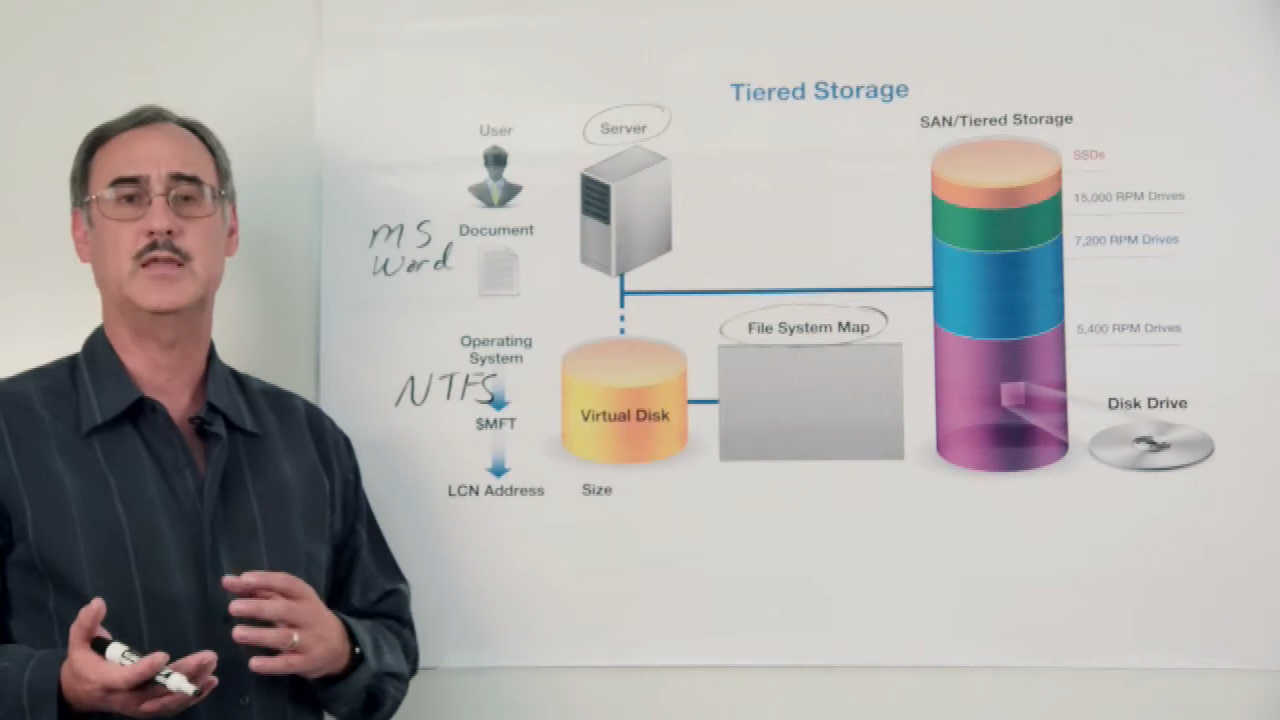 Tiered Storage
User
Server
SAN/Tiered Storage
SSDs
15,000 RPM Drives
MS
Word
Document
7,200 RPM Drives
File System Map
5,400 RPM Drives
Operating
System
NTFS
Virtual Disk
Disk Drive
$MFT
LCN Address
Size